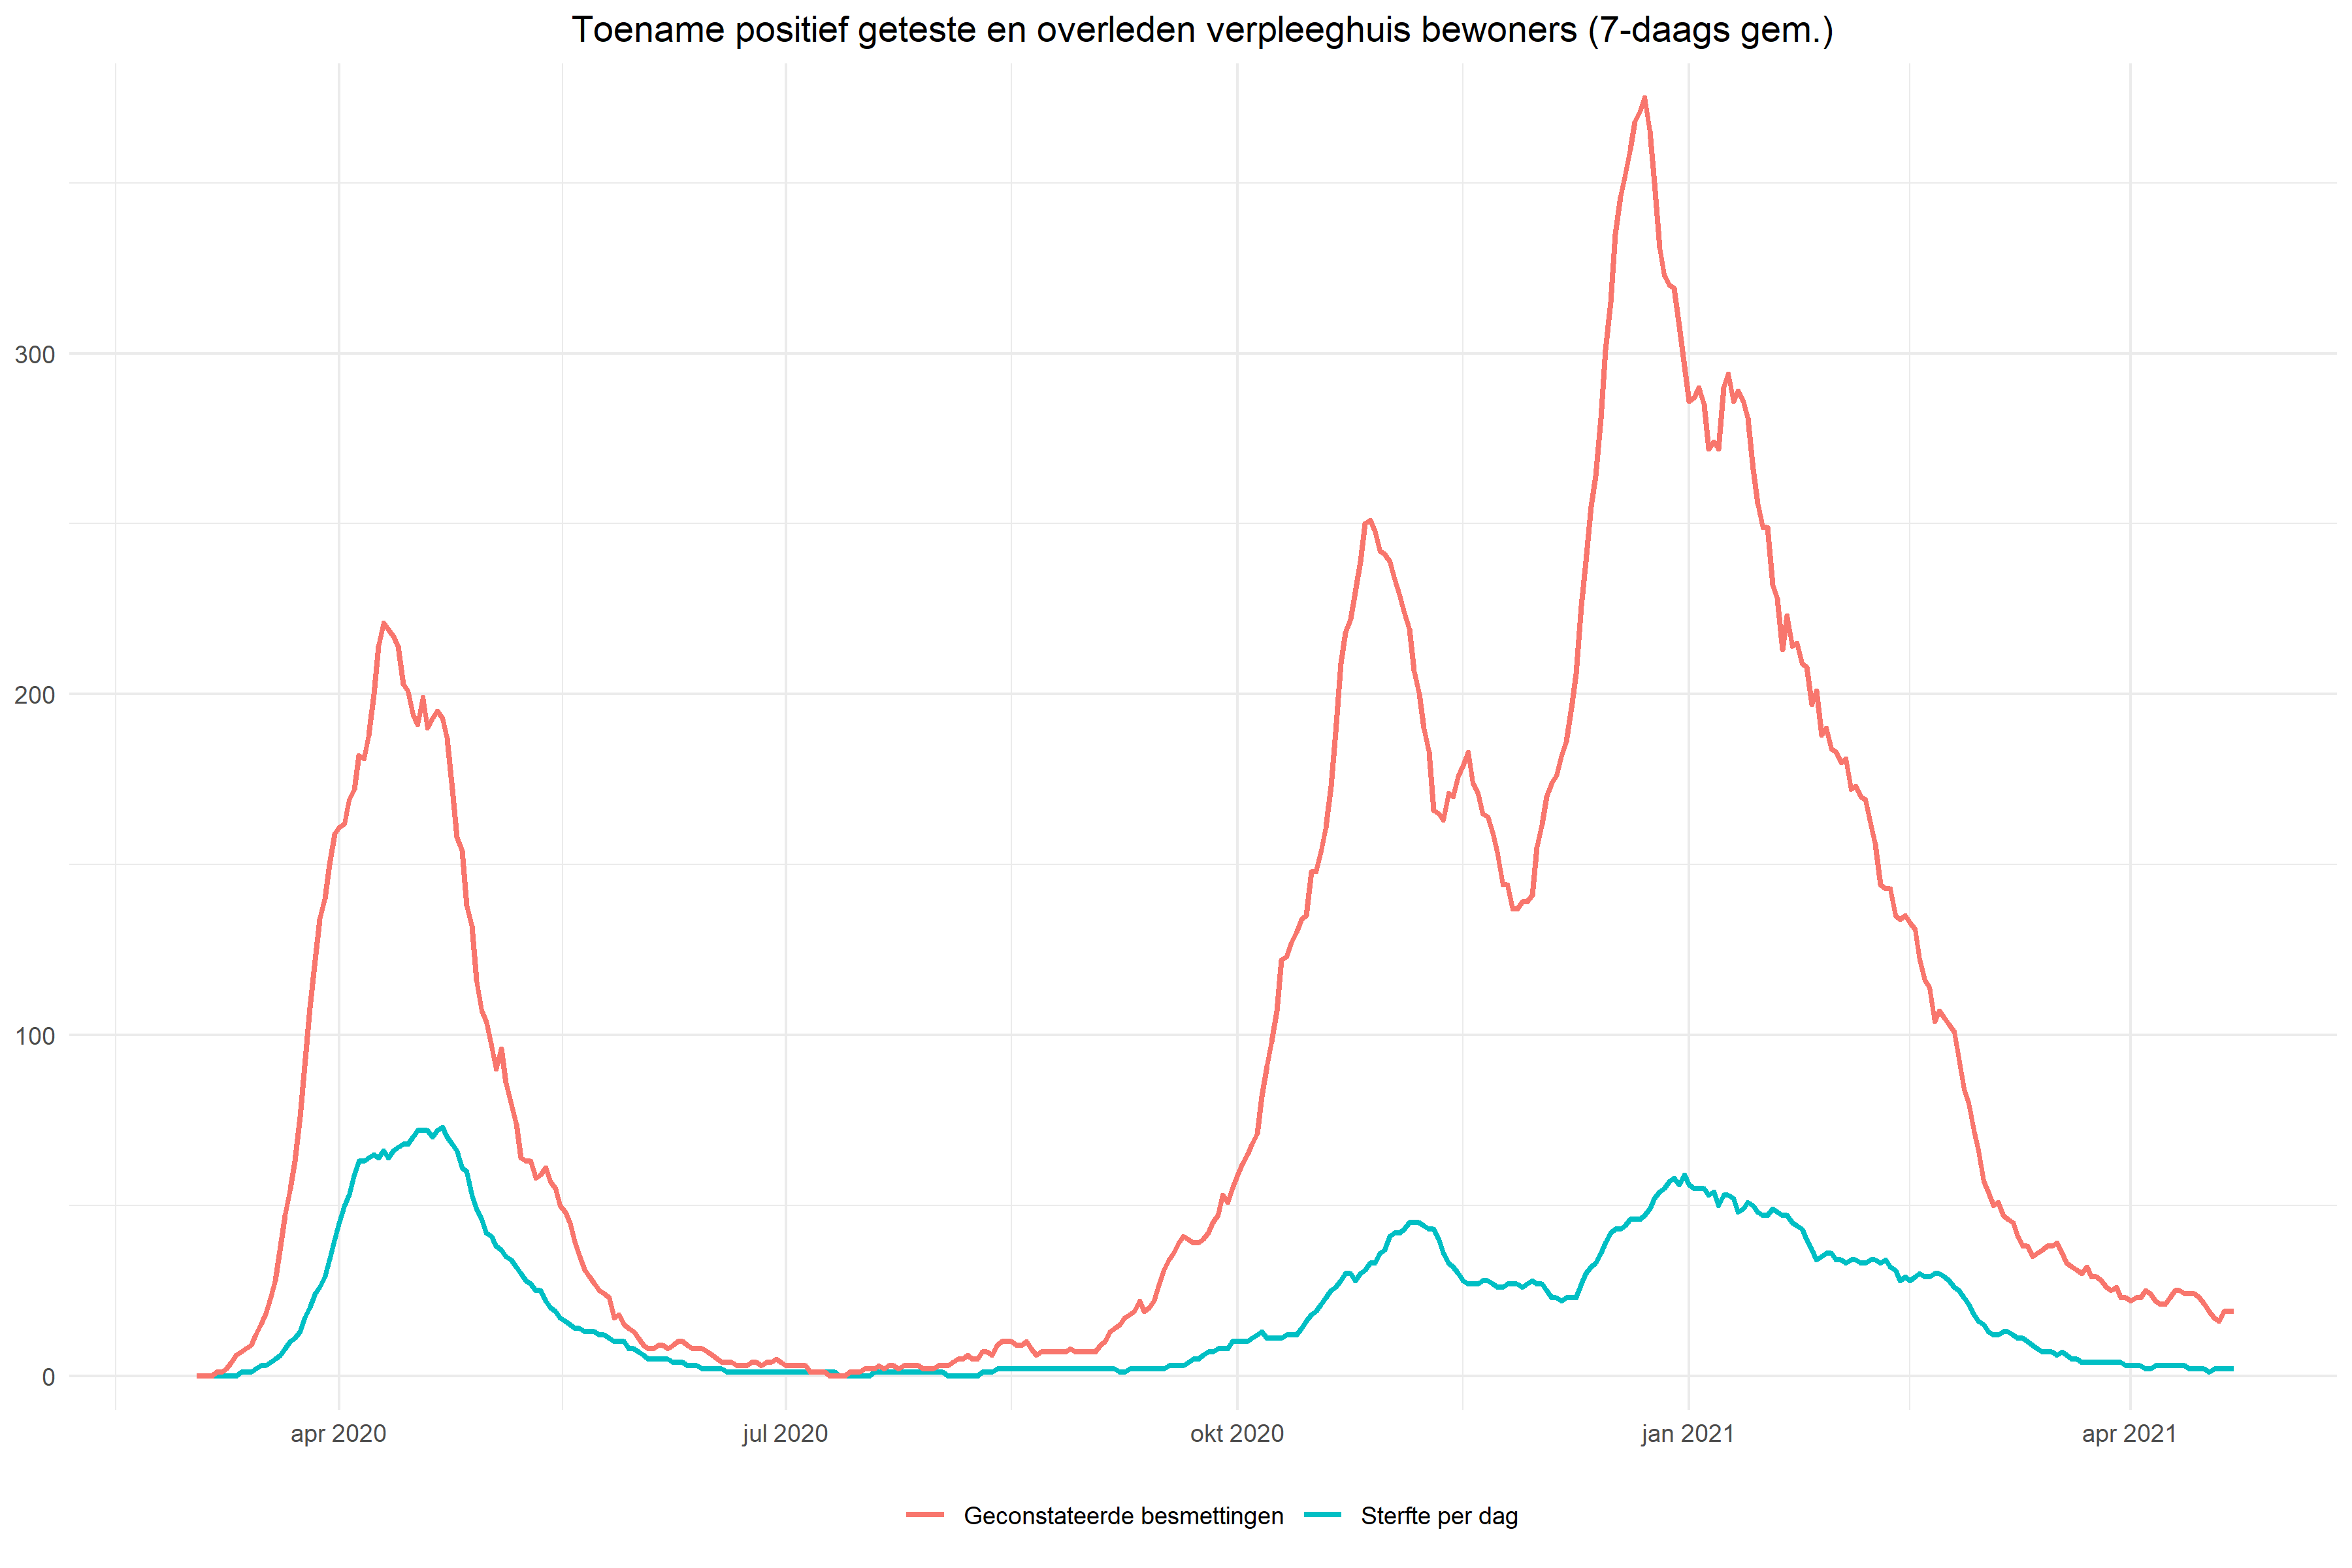 Toename positief geteste en overleden verpleeghuis bewoners (7-daags gem.)
300
200
100
0
apr 2020 jul 2020 okt 2020 jan 2021 apr 2021
Geconstateerde besmettingen Sterfte per dag